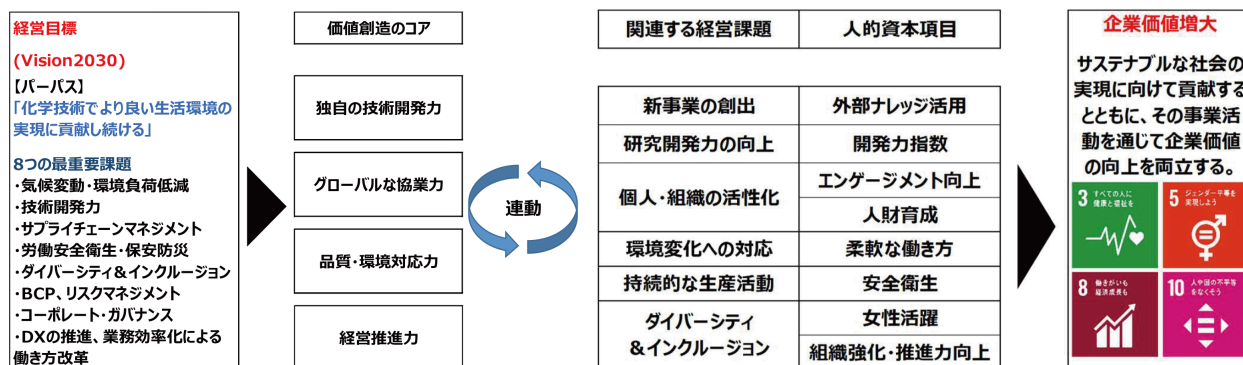 経営目標
(Vision2030)
【パーパス】
「化学技術でより良い生活環境の
実現に貢献し続ける」
8つの最重要課題
・気候変動・環境負荷低減
・技術開発力
・サプライチェーンマネジメント
・労働安全衛生・保安防災
・ダイバーシティ&インクルージョン
・BCP、リスクマネジメント
・コーポレート・ガバナンス
・DXの推進、業務効率化による
働き方改革
価値創造のコア
独自の技術開発力
グローバルな協業力
品質・環境対応力
経営推進力
連動
関連する経営課題 人的資本項目
新事業の創出 外部ナレッジ活用
研究開発力の向上 開発力指数
個人・組織の活性化 エンゲージメント向上
人財育成
環境変化への対応 柔軟な働き方
持続的な生産活動 安全衛生
ダイバーシティ
&インクルージョン
女性活躍
組織強化・推進力向上
企業価値増大
サステナブルな社会の
実現に向けて貢献する
とともに、その事業活
動を通じて企業価値
の向上を両立する。
3 すべての人に
健康と福祉を
5 ジェンダー平等を
実現しよう
8 働きがいも
経済成長も
10 人や国の不平等
をなくそう